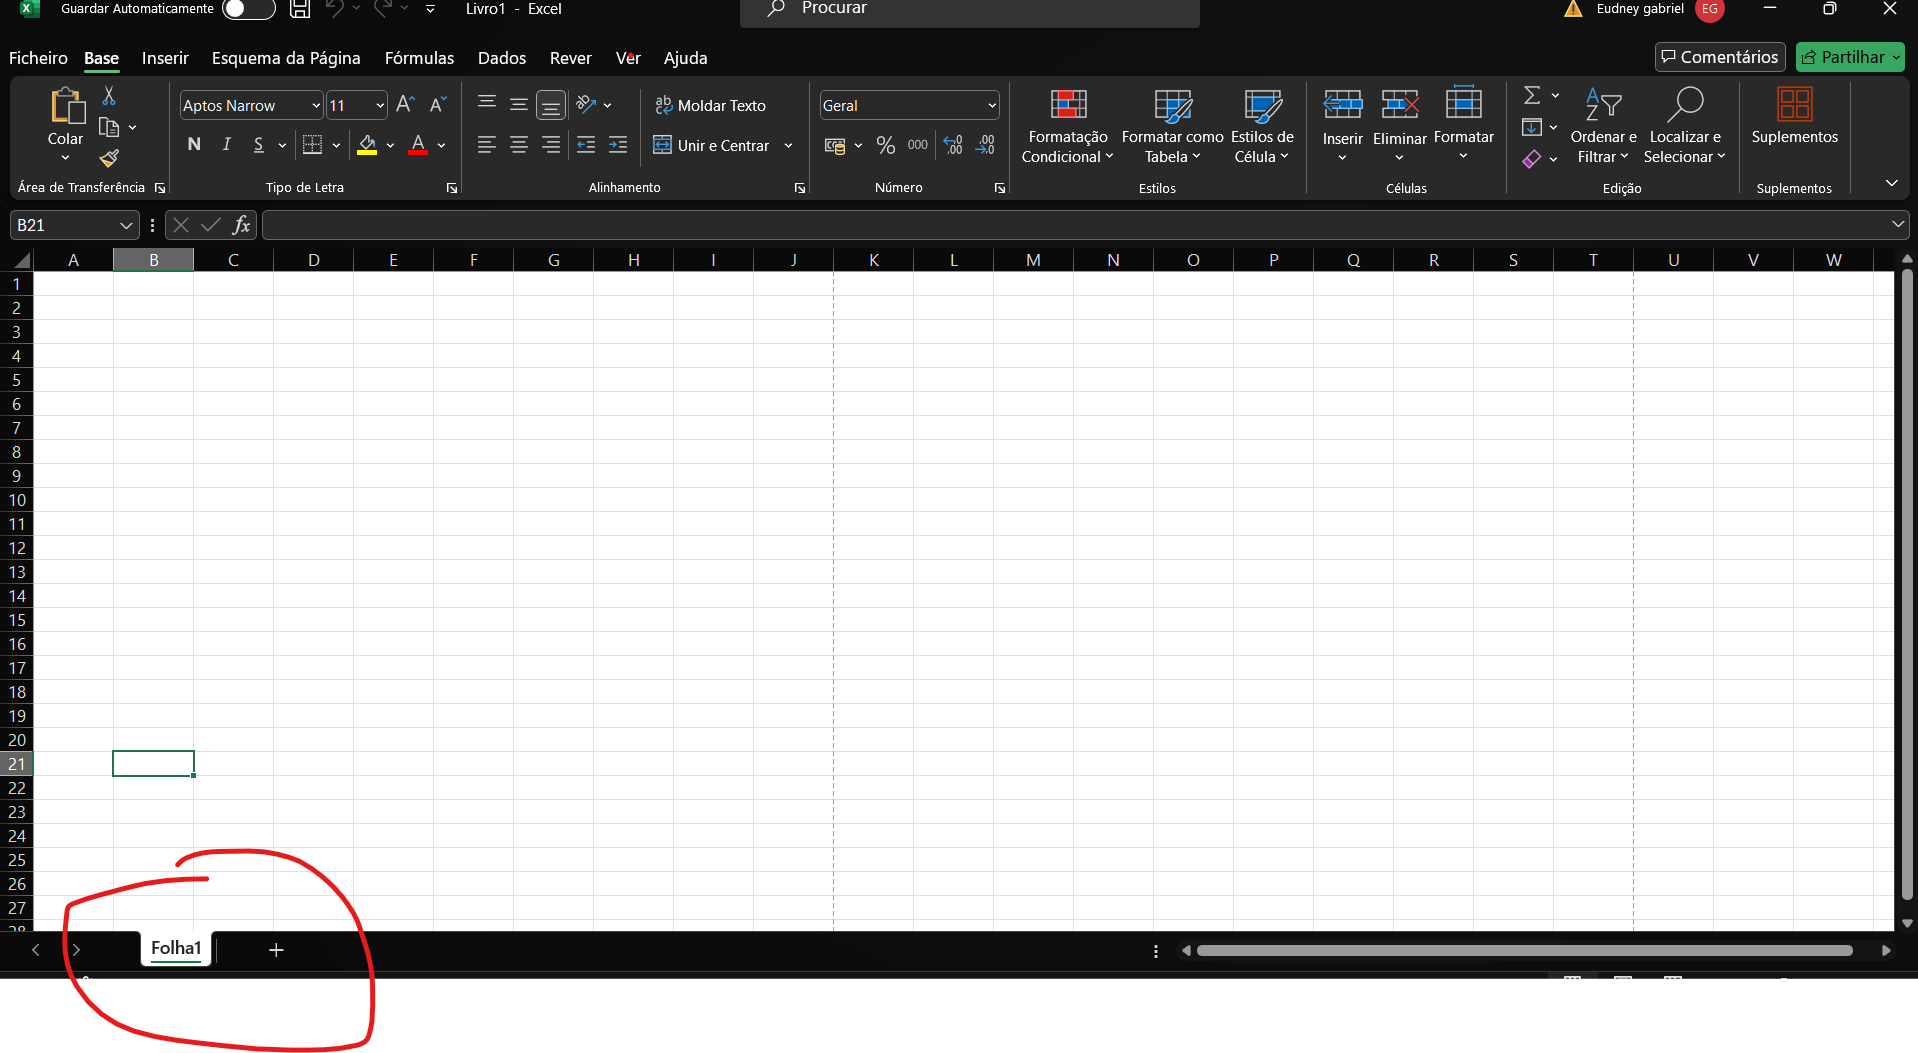 Guardar Automaticamente Livro1 - Excel Procurar Eudney gabriel EG
Ficheiro Base Inserir Esquema da Página Fórmulas Dados Rever Ver Ajuda Comentários Partilhar
Colar
Área de Transferência
Aptos Narrow 11
N I S A
Tipo de Letra
ab Moldar Texto
Unir e Centrar
Alinhamento
Geral
% 000 ,00 ,00
Número
Formatação Condicional
Formatar como Tabela
Estilos de Célula
Estilos
Inserir Eliminar Formatar
Células
Ordenar e Filtrar
Localizar e Selecionar
Edição
Suplementos
Suplementos
B21 fx
A B C D E F G H I J K L M N O P Q R S T U V W
1
2
3
4
5
6
7
8
9
10
11
12
13
14
15
16
17
18
19
20
21
22
23
24
25
26
27
28
Folha1 +